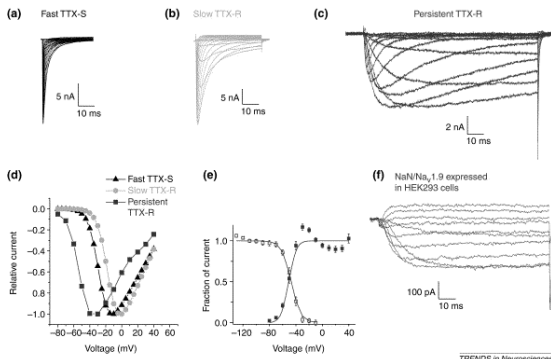 (a) Fast TTX-S
5 nA
10 ms
(b) Slow TTX-R
5 nA
10 ms
(c) Persistent TTX-R
2 nA
10 ms
(d)
Fast TTX-S
Slow TTX-R
Persistent
TTX-R
Relative current
0.0
−0.2
−0.4
−0.6
−0.8
−1.0
−80 −60 −40 −20 0 20 40 60
Voltage (mV)
(e)
Fraction of current
1.0
0.5
0.0
−120 −80 −40 0 40
Voltage (mV)
(f) NaN/Nav1.9 expressed
in HEK293 cells
100 pA
10 ms
TRENDS in Neurosciences